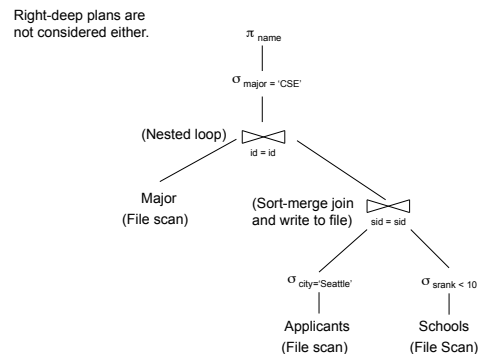 Right-deep plans are
not considered either.
π name
σ major = ‘CSE’
(Nested loop)
id = id
Major
(File scan)
(Sort-merge join
and write to file)
sid = sid
σ city=‘Seattle’
σ srank < 10
Applicants
(File scan)
Schools
(File Scan)